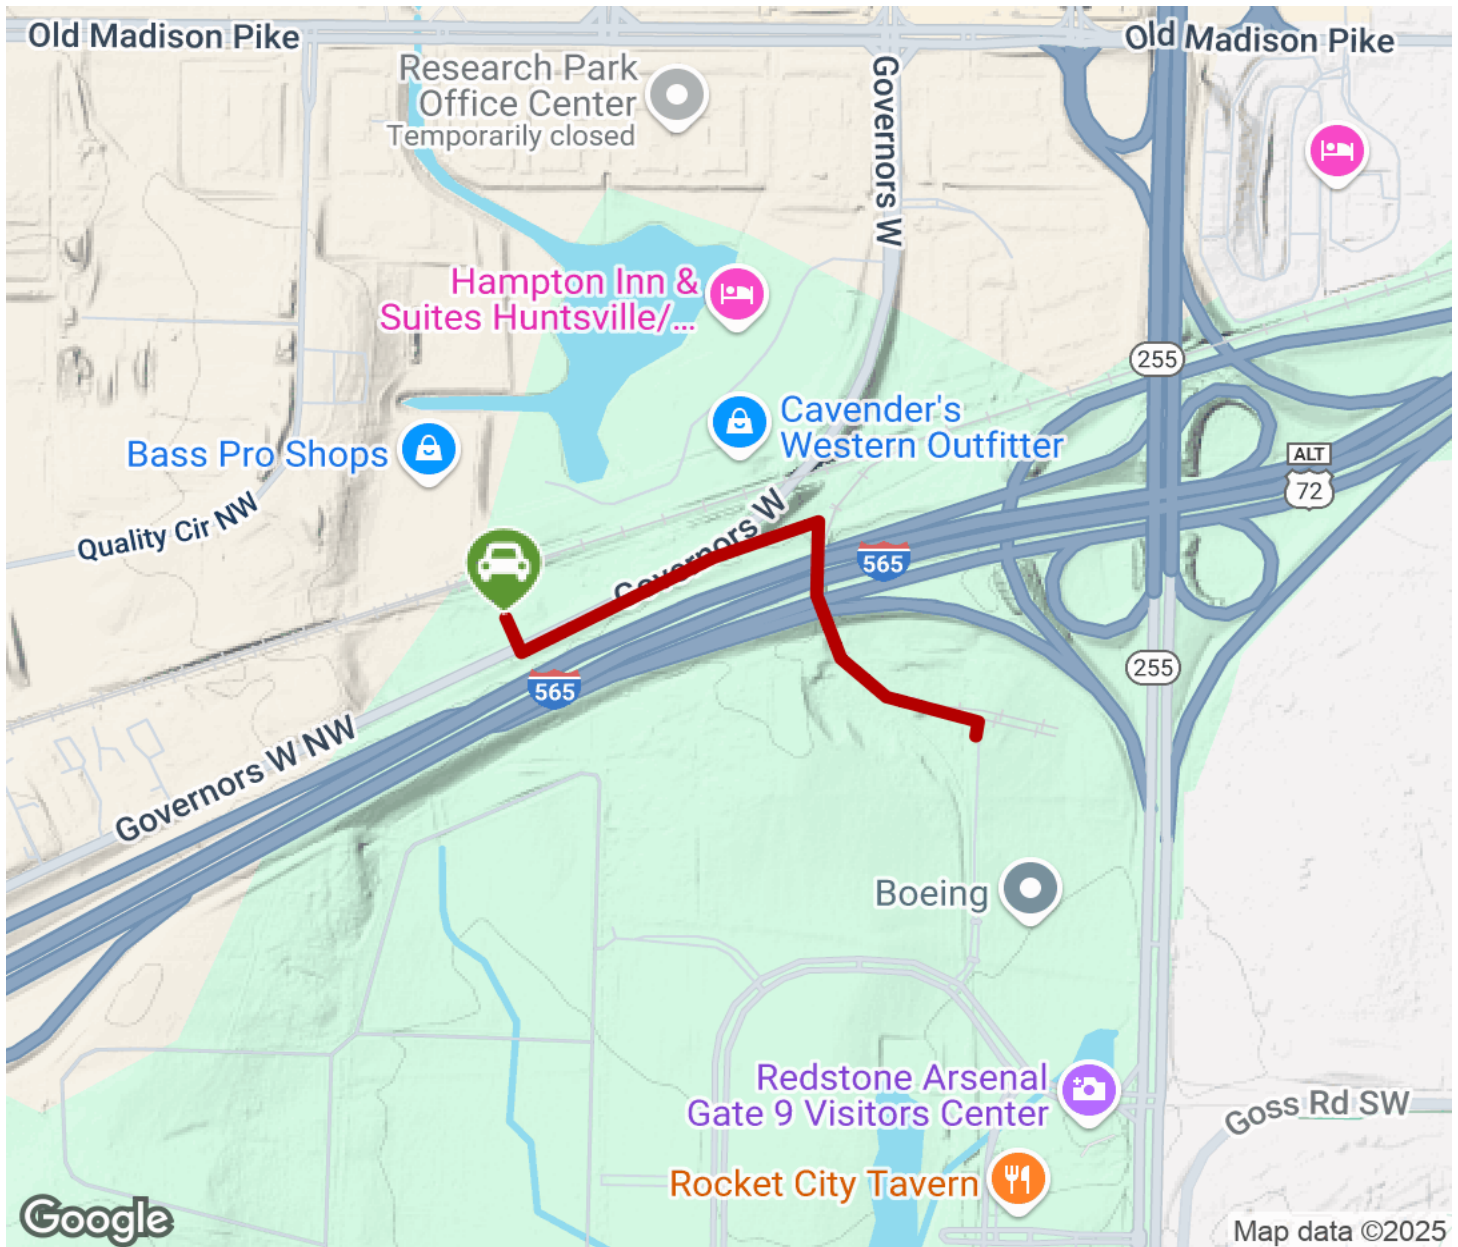 Old Madison Pike
Old Madison Pike
Research Park
Office Center
Temporarily closed
Governors W
Hampton Inn &
Suites Huntsville/...
255
Cavender's
Western Outfitter
Bass Pro Shops
ALT
72
Quality Cir NW
Governors W
565
565
255
Governors W NW
Boeing
Redstone Arsenal
Gate 9 Visitors Center
Goss Rd SW
Rocket City Tavern
Google
Map data ©2025